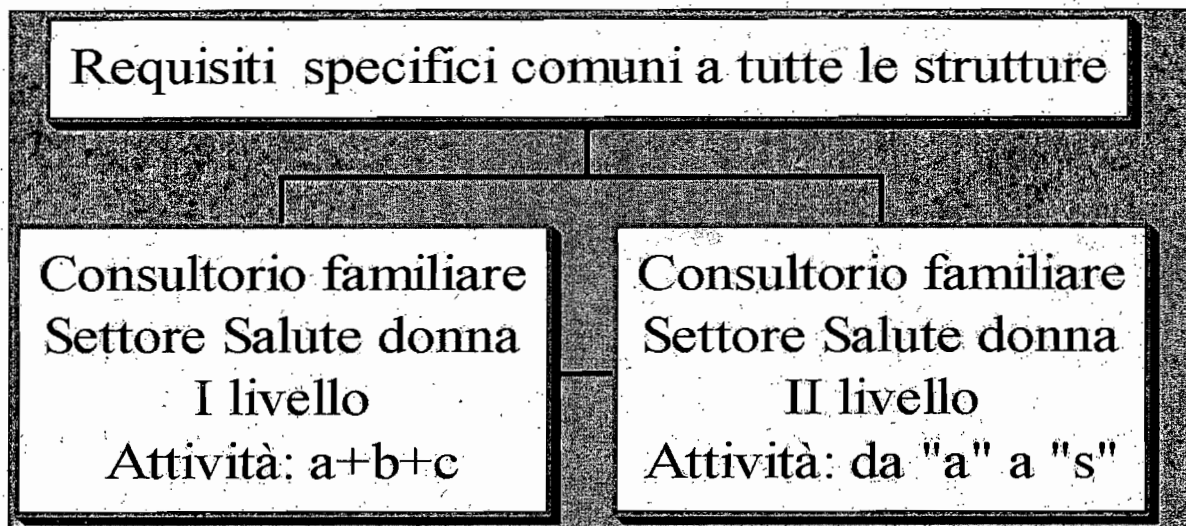 Requisiti specifici comuni a tutte le strutture
Consultorio familiare
Settore Salute donna
I livello
Attività: a+b+c
Consultorio familiare
Settore Salute donna
II livello
Attività: da "a" a "s"